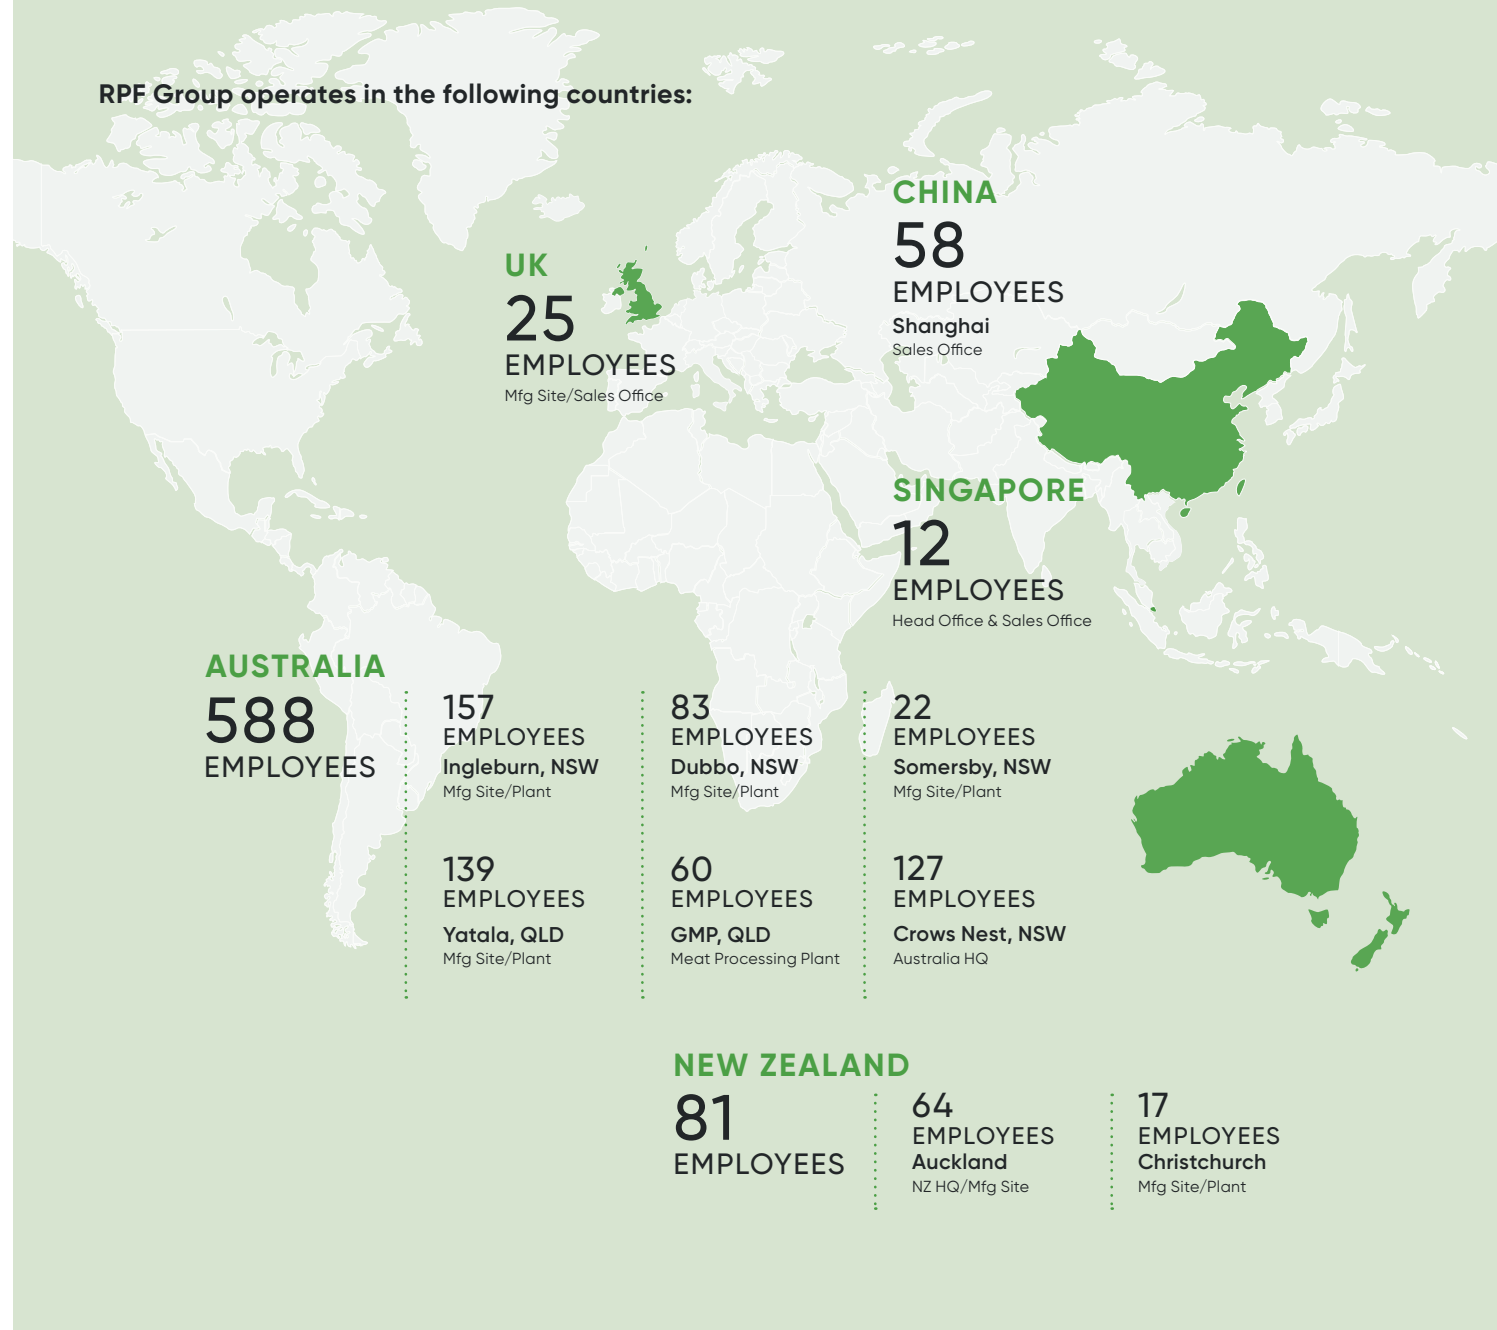 RPF Group operates in the following countries:
CHINA
58
EMPLOYEES
Shanghai
Sales Office
UK
25
EMPLOYEES
Mfg Site/Sales Office
SINGAPORE
12
EMPLOYEES
Head Office & Sales Office
AUSTRALIA
588
EMPLOYEES
157
EMPLOYEES
Ingleburn, NSW
Mfg Site/Plant
83
EMPLOYEES
Dubbo, NSW
Mfg Site/Plant
22
EMPLOYEES
Somersby, NSW
Mfg Site/Plant
139
EMPLOYEES
Yatala, QLD
Mfg Site/Plant
60
EMPLOYEES
GMP, QLD
Meat Processing Plant
127
EMPLOYEES
Crows Nest, NSW
Australia HQ
NEW ZEALAND
81
EMPLOYEES
64
EMPLOYEES
Auckland
NZ HQ/Mfg Site
17
EMPLOYEES
Christchurch
Mfg Site/Plant